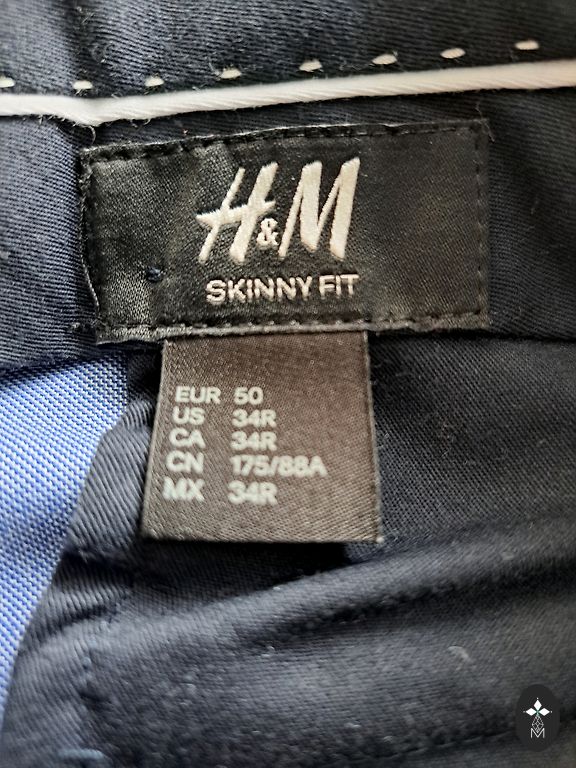 H&M
SKINNY FIT
EUR 50
US 34R
CA 34R
CN 175/88A
MX 34R